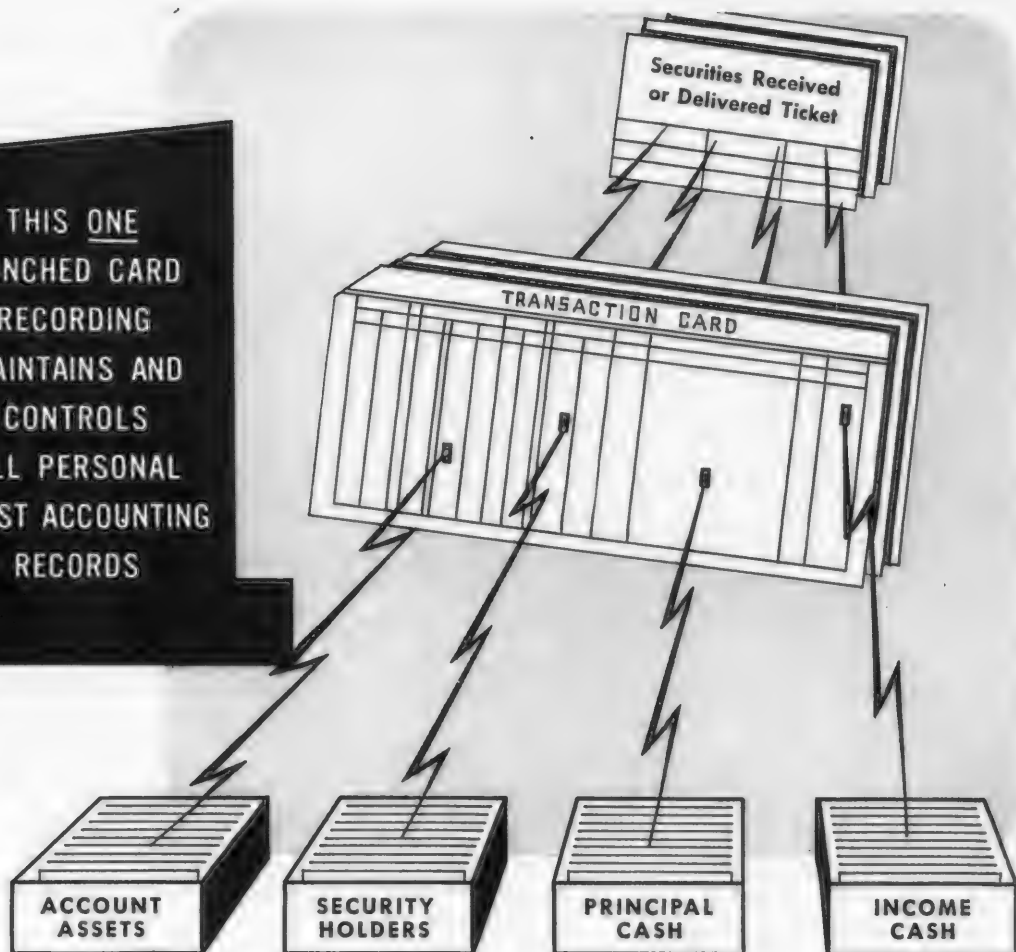 Securities Received
or Delivered Ticket
THIS ONE
NCHED CARD
RECORDING
AINTAINS AND
CONTROLS
LL PERSONAL
ST ACCOUNTING
RECORDS
TRANSACTION CARD
ACCOUNT
ASSETS
SECURITY
HOLDERS
PRINCIPAL
CASH
INCOME
CASH